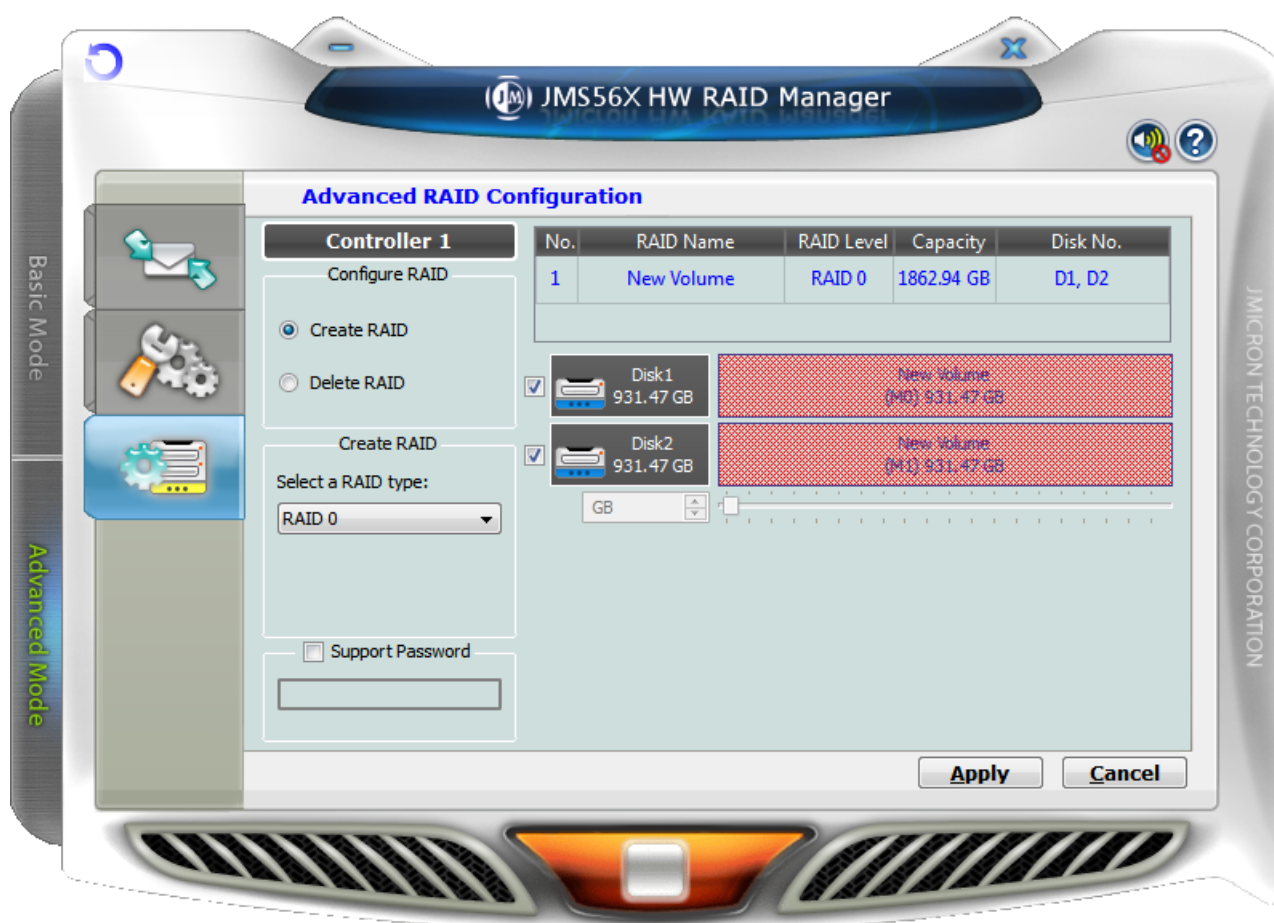 JM JMS56X HW RAID Manager
Basic Mode
Advanced Mode
Advanced RAID Configuration
Controller 1
Configure RAID
Create RAID
Delete RAID
Create RAID
Select a RAID type:
RAID 0
Support Password
No. RAID Name RAID Level Capacity Disk No.
1 New Volume RAID 0 1862.94 GB D1, D2
Disk1
931.47 GB
New Volume
(M0) 931.47 GB
Disk2
931.47 GB
New Volume
(M1) 931.47 GB
GB
Apply Cancel
JMICRON TECHNOLOGY CORPORATION